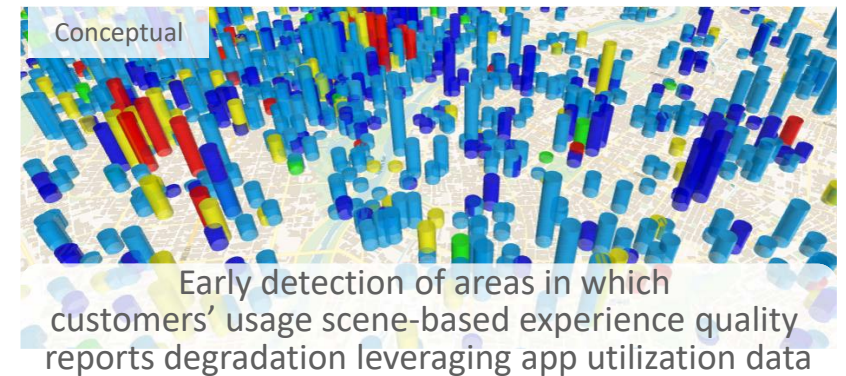 Conceptual
Early detection of areas in which
customers’ usage scene-based experience quality
reports degradation leveraging app utilization data